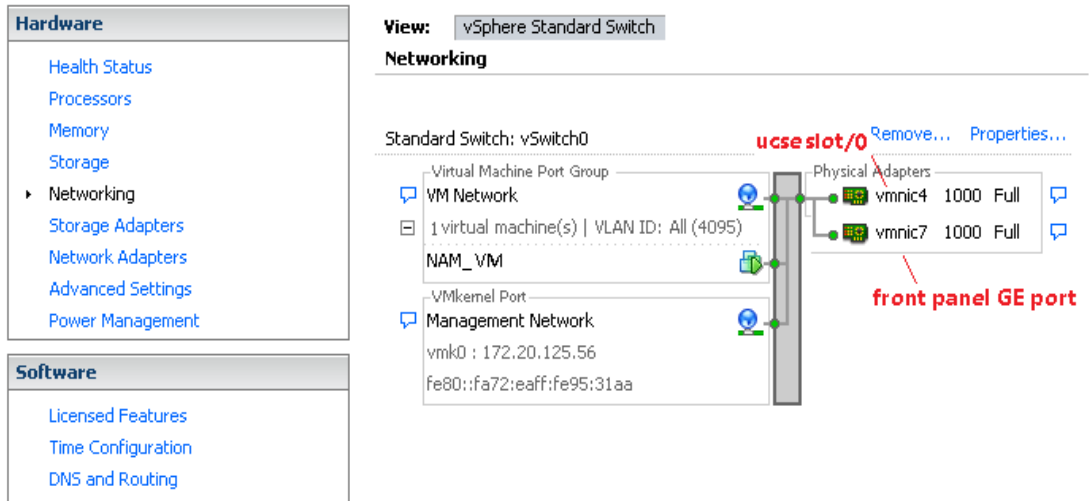 Hardware
Health Status
Processors
Memory
Storage
Networking
Storage Adapters
Network Adapters
Advanced Settings
Power Management
Software
Licensed Features
Time Configuration
DNS and Routing
View: vSphere Standard Switch
Networking
Standard Switch: vSwitch0
ucse slot/0
Remove... Properties...
Virtual Machine Port Group
VM Network
1 virtual machine(s) | VLAN ID: All (4095)
NAM_VM
VMkernel Port
Management Network
vmk0 : 172.20.125.56
fe80::fa72:eaff:fe95:31aa
Physical Adapters
vmnic4 1000 Full
vmnic7 1000 Full
front panel GE port